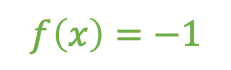 f(x) = −1